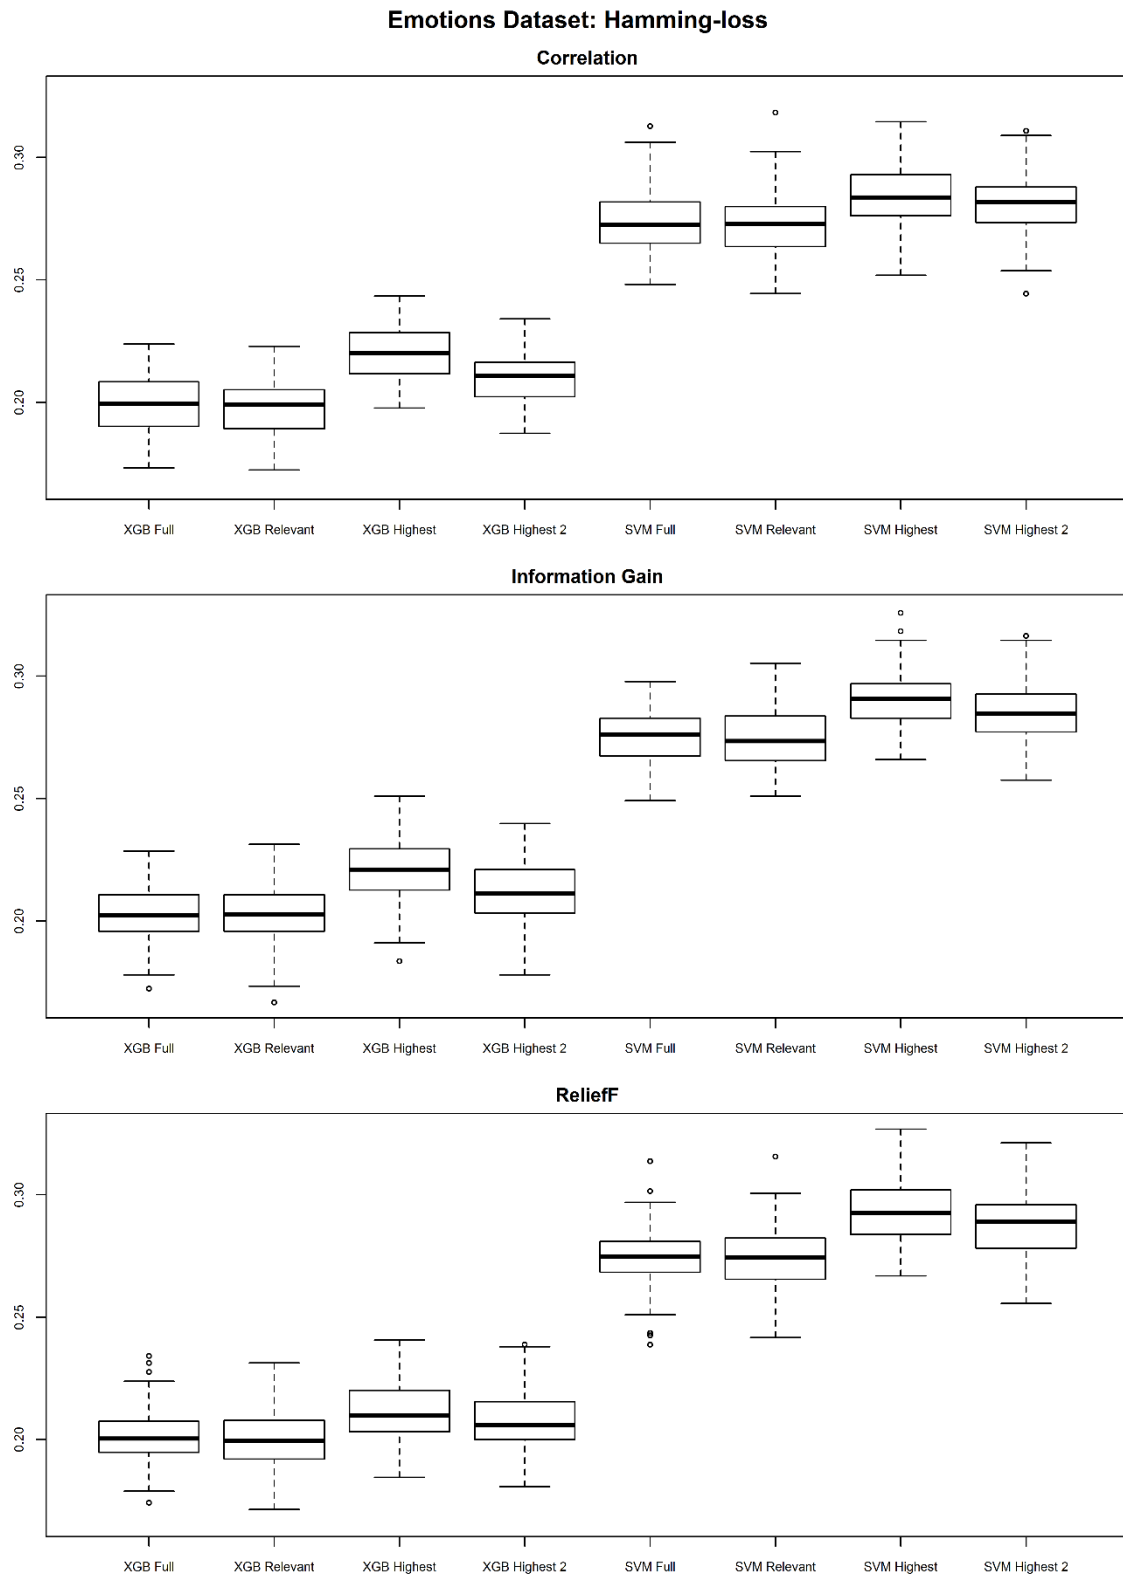 Emotions Dataset: Hamming-loss
Correlation
0.30
0.25
0.20
XGB Full XGB Relevant XGB Highest XGB Highest 2 SVM Full SVM Relevant SVM Highest SVM Highest 2
Information Gain
0.30
0.25
0.20
XGB Full XGB Relevant XGB Highest XGB Highest 2 SVM Full SVM Relevant SVM Highest SVM Highest 2
ReliefF
0.30
0.25
0.20
XGB Full XGB Relevant XGB Highest XGB Highest 2 SVM Full SVM Relevant SVM Highest SVM Highest 2